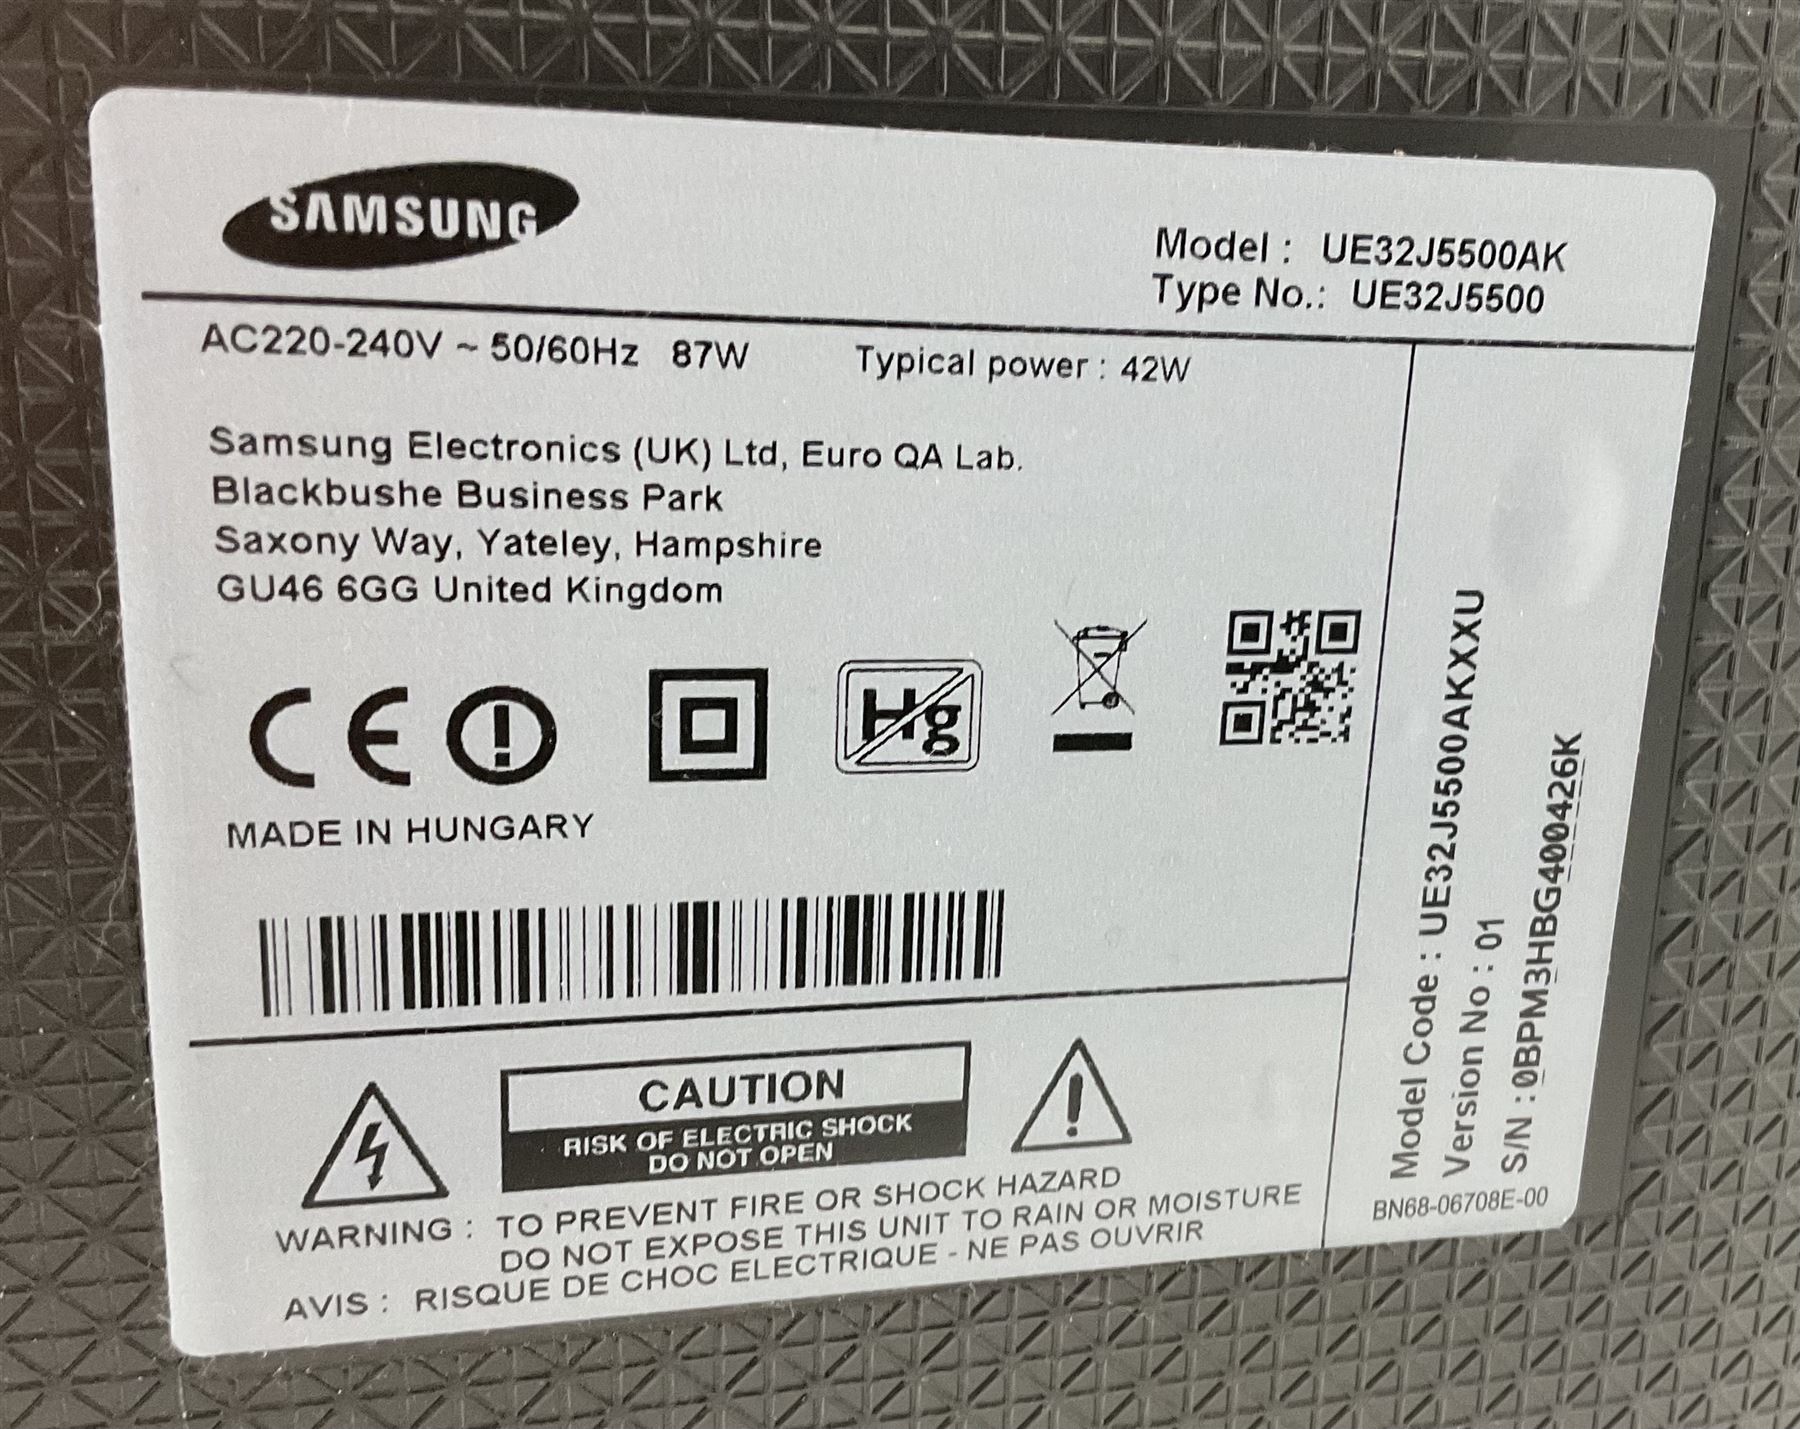 SAMSUNG
Model : UE32J5500AK
Type No.: UE32J5500
AC220-240V ~ 50/60Hz 87W Typical power : 42W
Samsung Electronics (UK) Ltd, Euro QA Lab.
Blackbushe Business Park
Saxony Way, Yateley, Hampshire
GU46 6GG United Kingdom
CE
Hg
MADE IN HUNGARY
CAUTION
RISK OF ELECTRIC SHOCK
DO NOT OPEN
WARNING : TO PREVENT FIRE OR SHOCK HAZARD
DO NOT EXPOSE THIS UNIT TO RAIN OR MOISTURE
AVIS : RISQUE DE CHOC ELECTRIQUE - NE PAS OUVRIR
Model Code : UE32J5500AKXXU
Version No : 01
S/N : 0BPM3HBG400426K
BN68-06708E-00